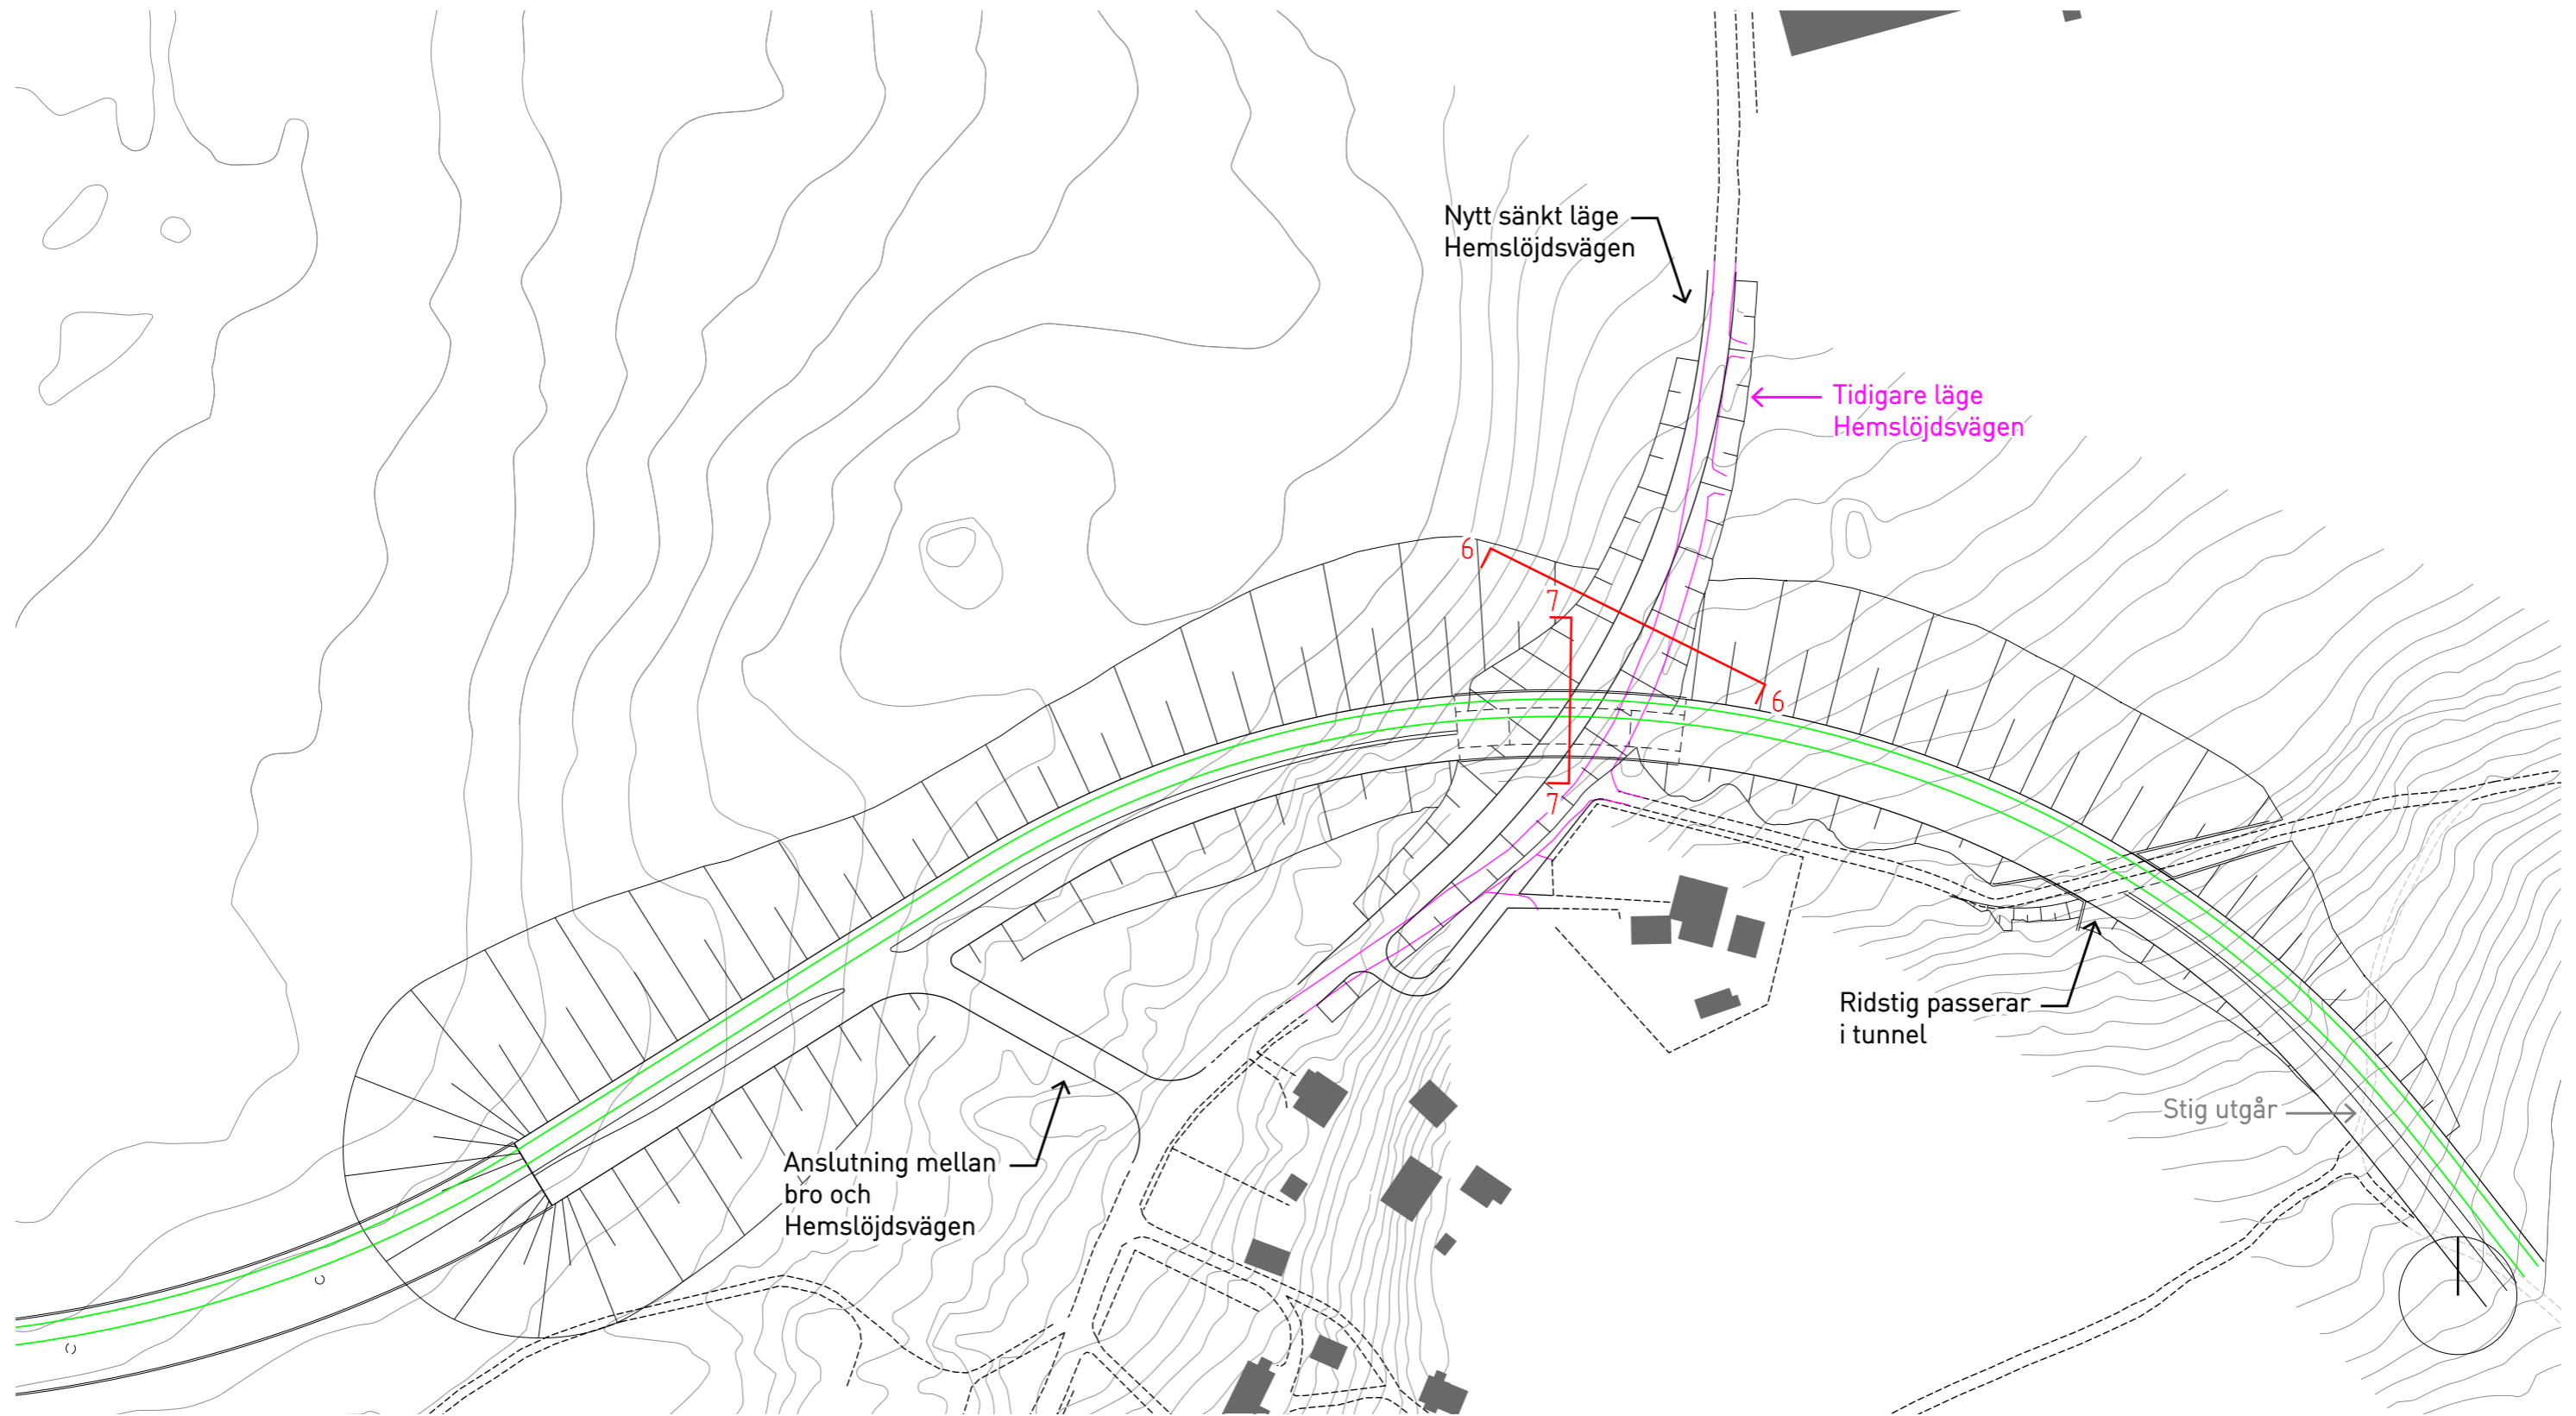 Nytt sänkt läge
Hemslöjdsvägen
Tidigare läge
Hemslöjdsvägen
6
7
6
7
Ridstig passerar
i tunnel
Stig utgår
Anslutning mellan
bro och
Hemslöjdsvägen